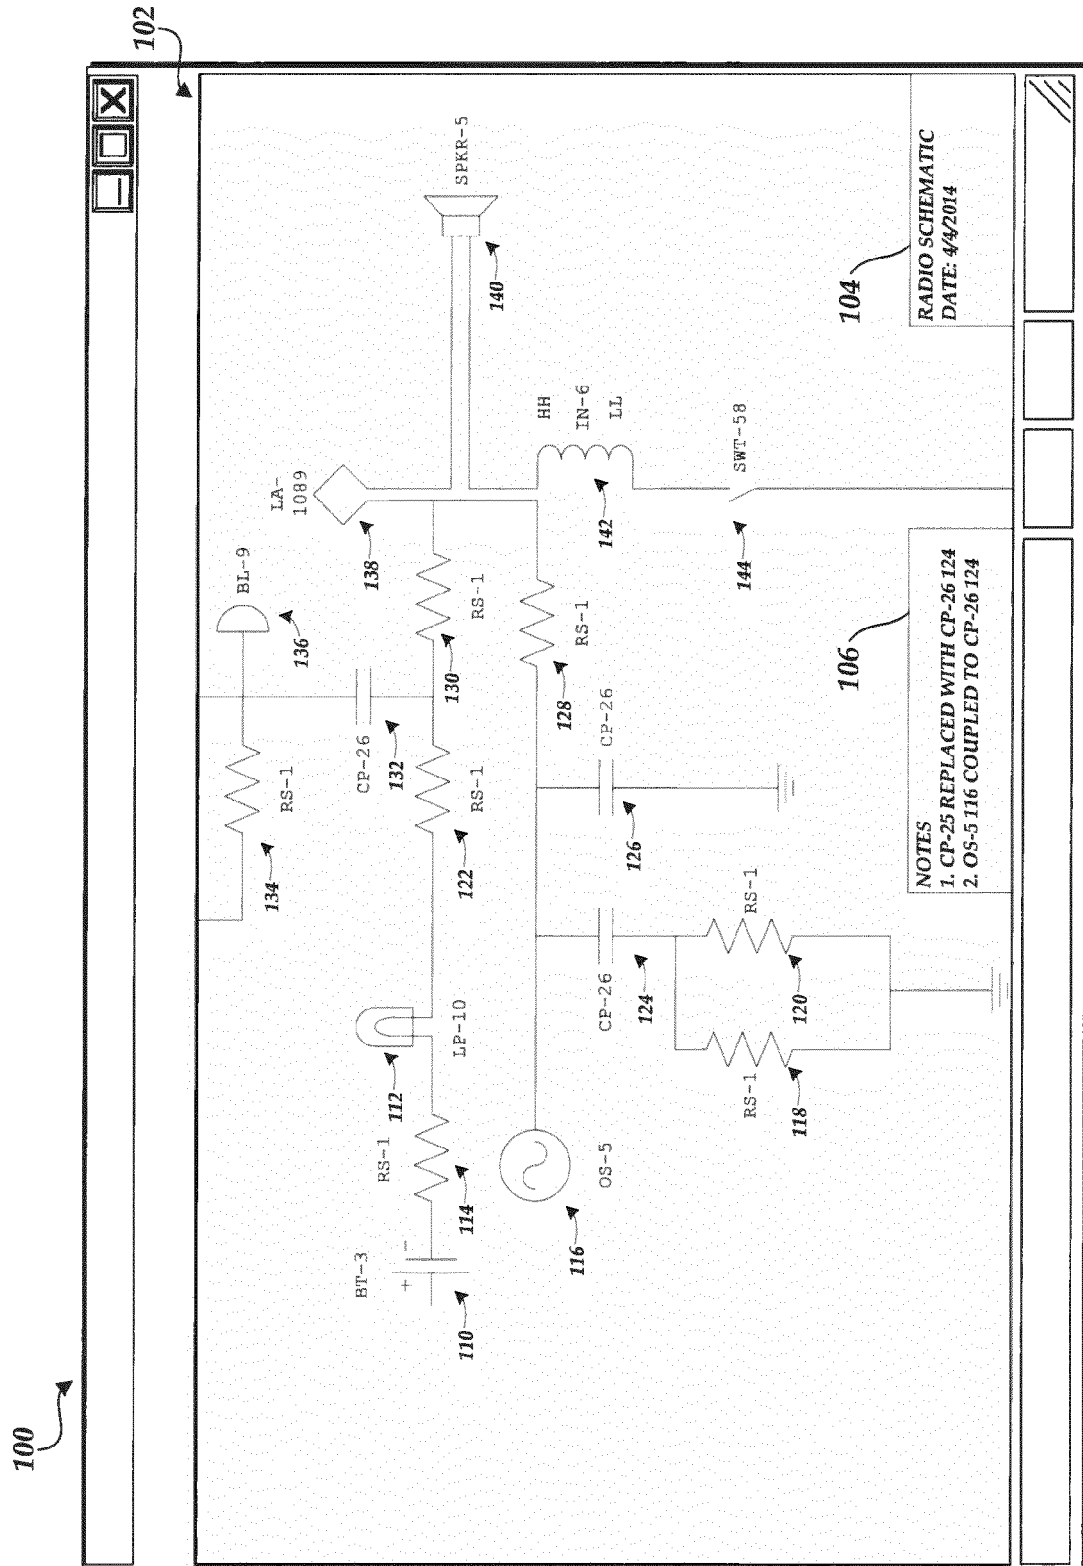 100
102
BL-9
136
RS-1
134
LA-
1089
138
CP-26
132
BT-3
+
-
110
RS-1
114
112
LP-10
RS-1
122
RS-1
130
SPKR-5
140
OS-5
116
CP-26
124
CP-26
126
RS-1
128
HH
IN-6
LL
142
RS-1
118
RS-1
120
SWT-58
144
106
NOTES
1. CP-25 REPLACED WITH CP-26 124
2. OS-5 116 COUPLED TO CP-26 124
104
RADIO SCHEMATIC
DATE: 4/4/2014